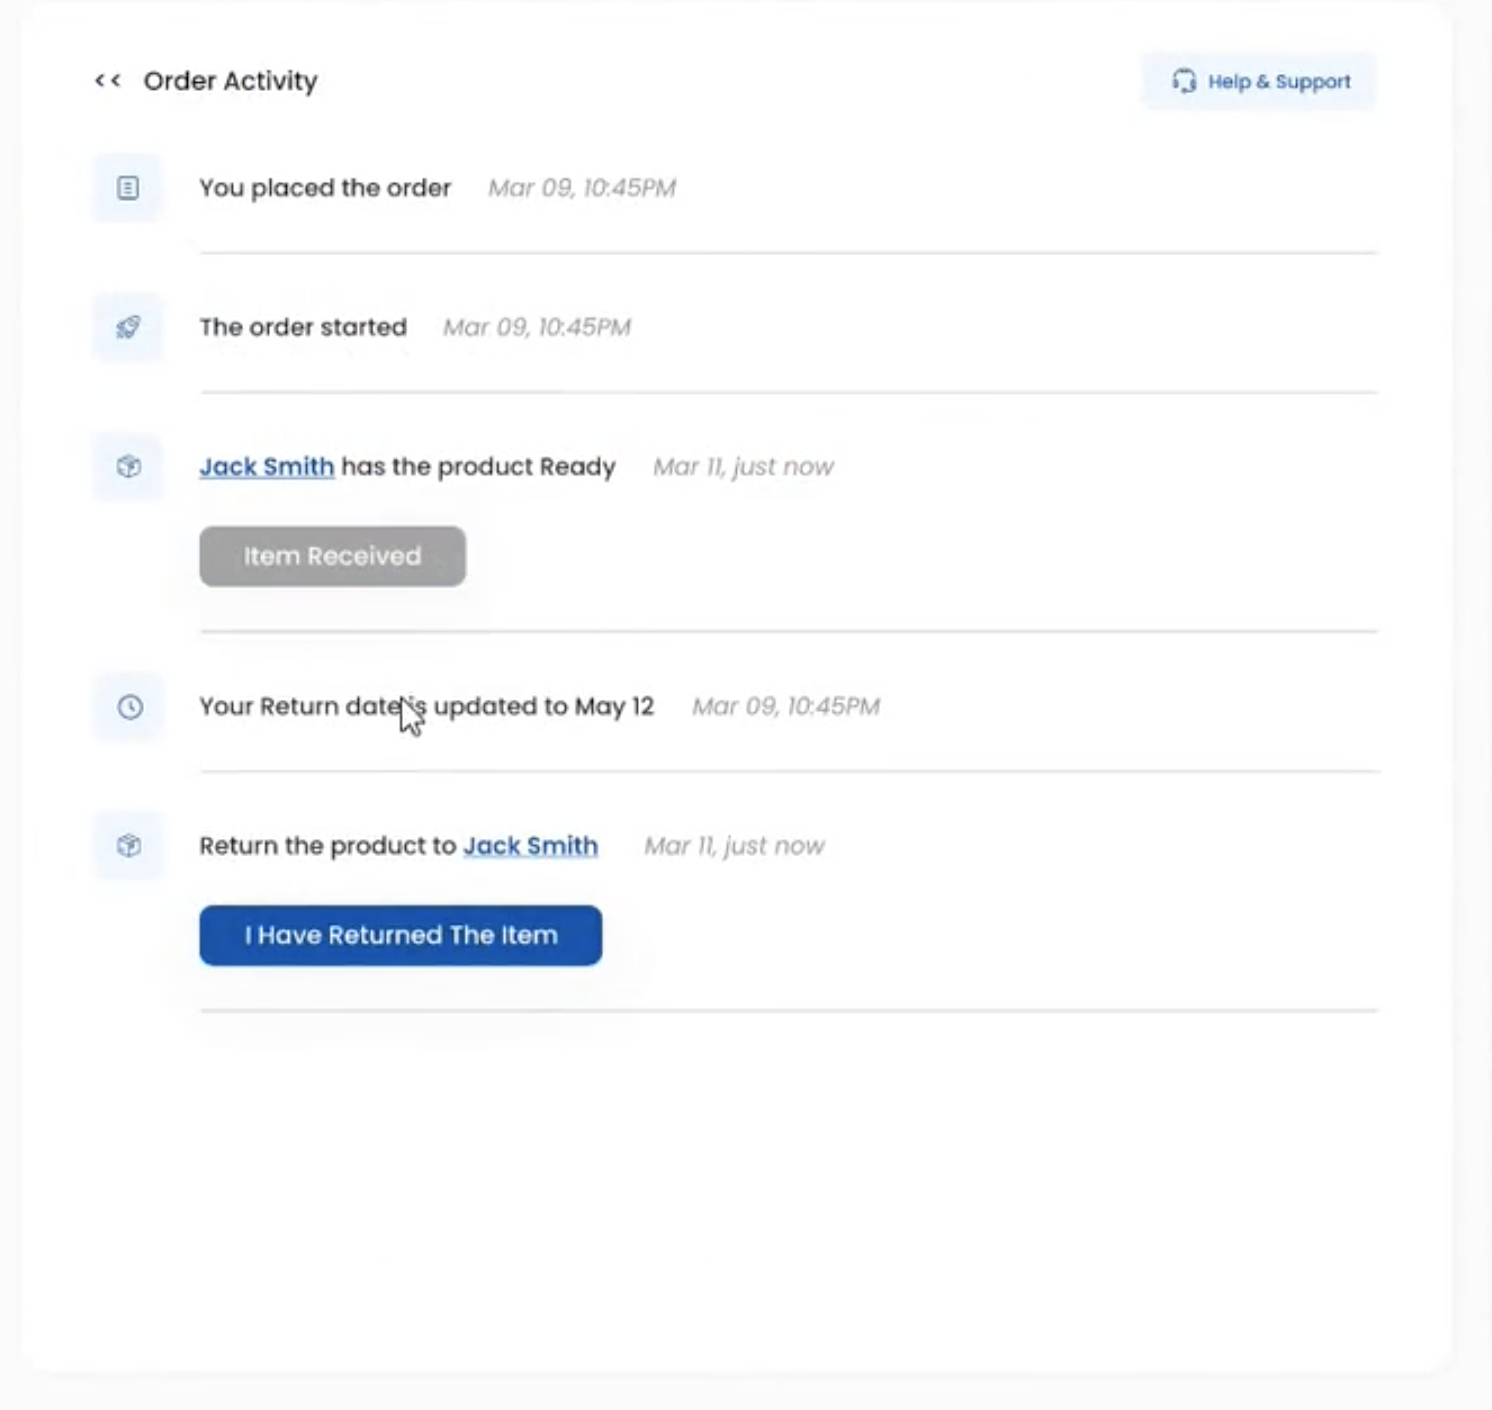 << Order Activity
Help & Support
You placed the order Mar 09, 10:45PM
The order started Mar 09, 10:45PM
Jack Smith has the product Ready Mar 11, just now
Item Received
Your Return date is updated to May 12 Mar 09, 10:45PM
Return the product to Jack Smith Mar 11, just now
I Have Returned The Item